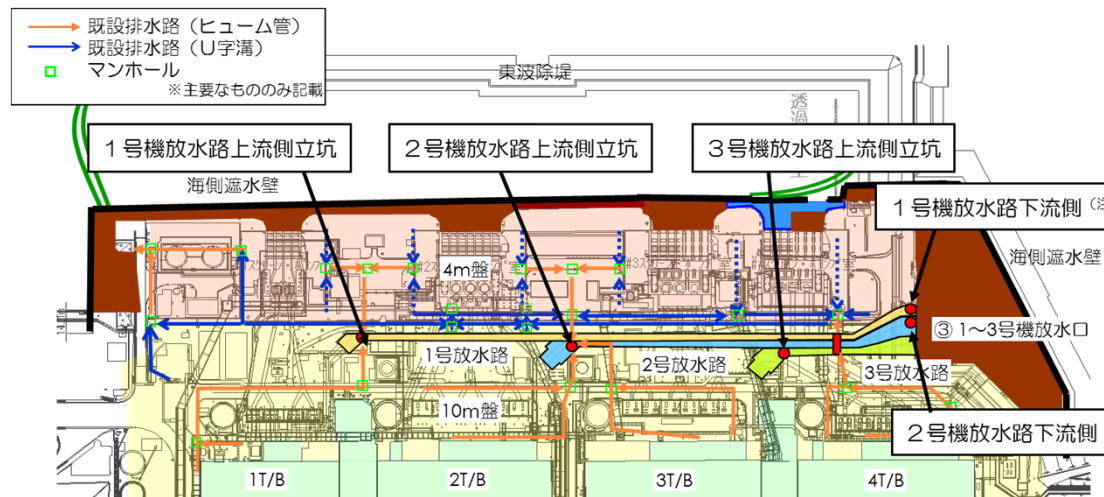 既設排水路（ヒューム管）
既設排水路（U字溝）
マンホール
※主要なもののみ記載
東波除堤
１号機放水路上流側立坑
２号機放水路上流側立坑
３号機放水路上流側立坑
海側遮水壁
１号機放水路下流側（注
海側遮水壁
4m盤
③ 1～3号機放水口
1号放水路
2号放水路
3号放水路
10m盤
２号機放水路下流側
1T/B
2T/B
3T/B
4T/B